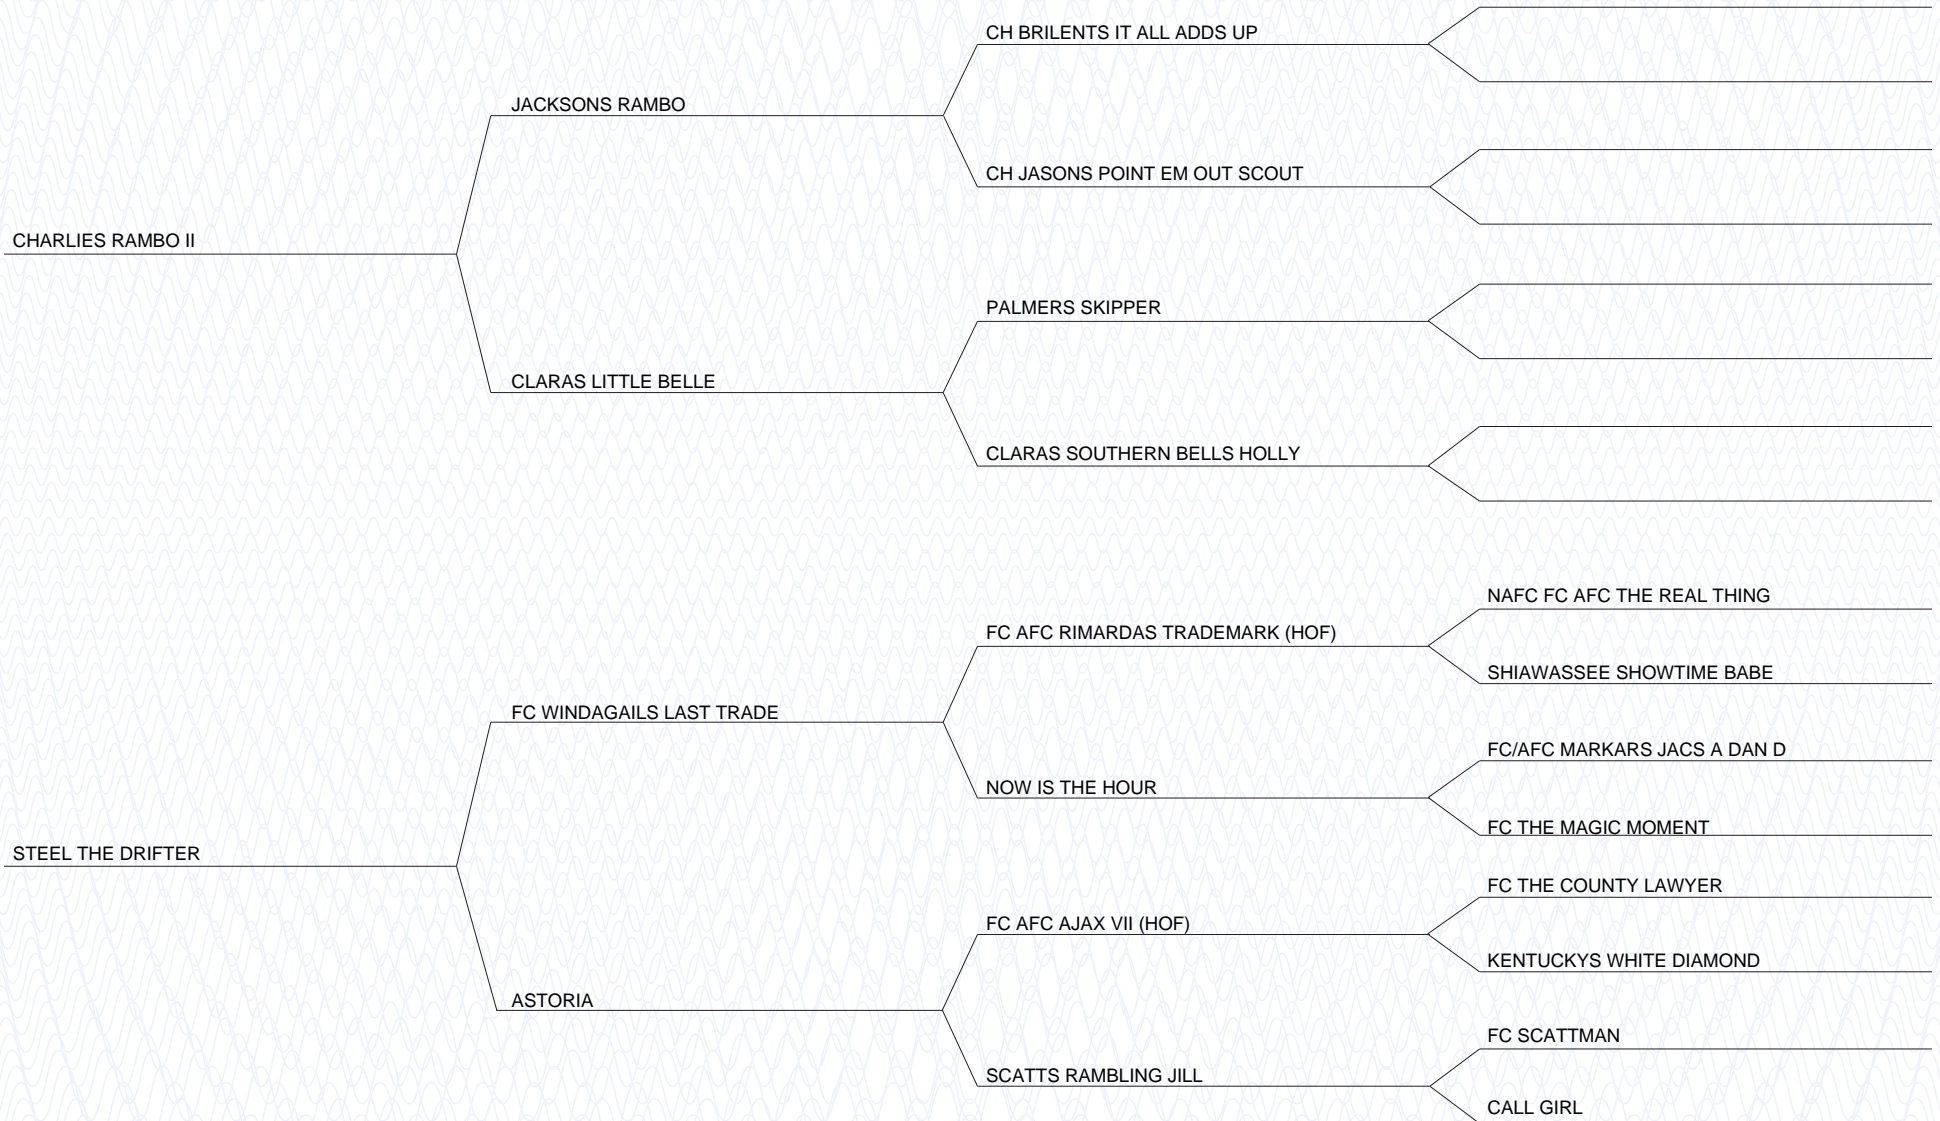 CH BRILENTS IT ALL ADDS UP
JACKSONS RAMBO
CH JASONS POINT EM OUT SCOUT
CHARLIES RAMBO II
PALMERS SKIPPER
CLARAS LITTLE BELLE
CLARAS SOUTHERN BELLS HOLLY
NAFC FC AFC THE REAL THING
FC AFC RIMARDAS TRADEMARK (HOF)
SHIAWASSEE SHOWTIME BABE
FC WINDAGAILS LAST TRADE
FC/AFC MARKARS JACS A DAN D
NOW IS THE HOUR
FC THE MAGIC MOMENT
STEEL THE DRIFTER
FC THE COUNTY LAWYER
FC AFC AJAX VII (HOF)
KENTUCKYS WHITE DIAMOND
ASTORIA
FC SCATTMAN
SCATTS RAMBLING JILL
CALL GIRL